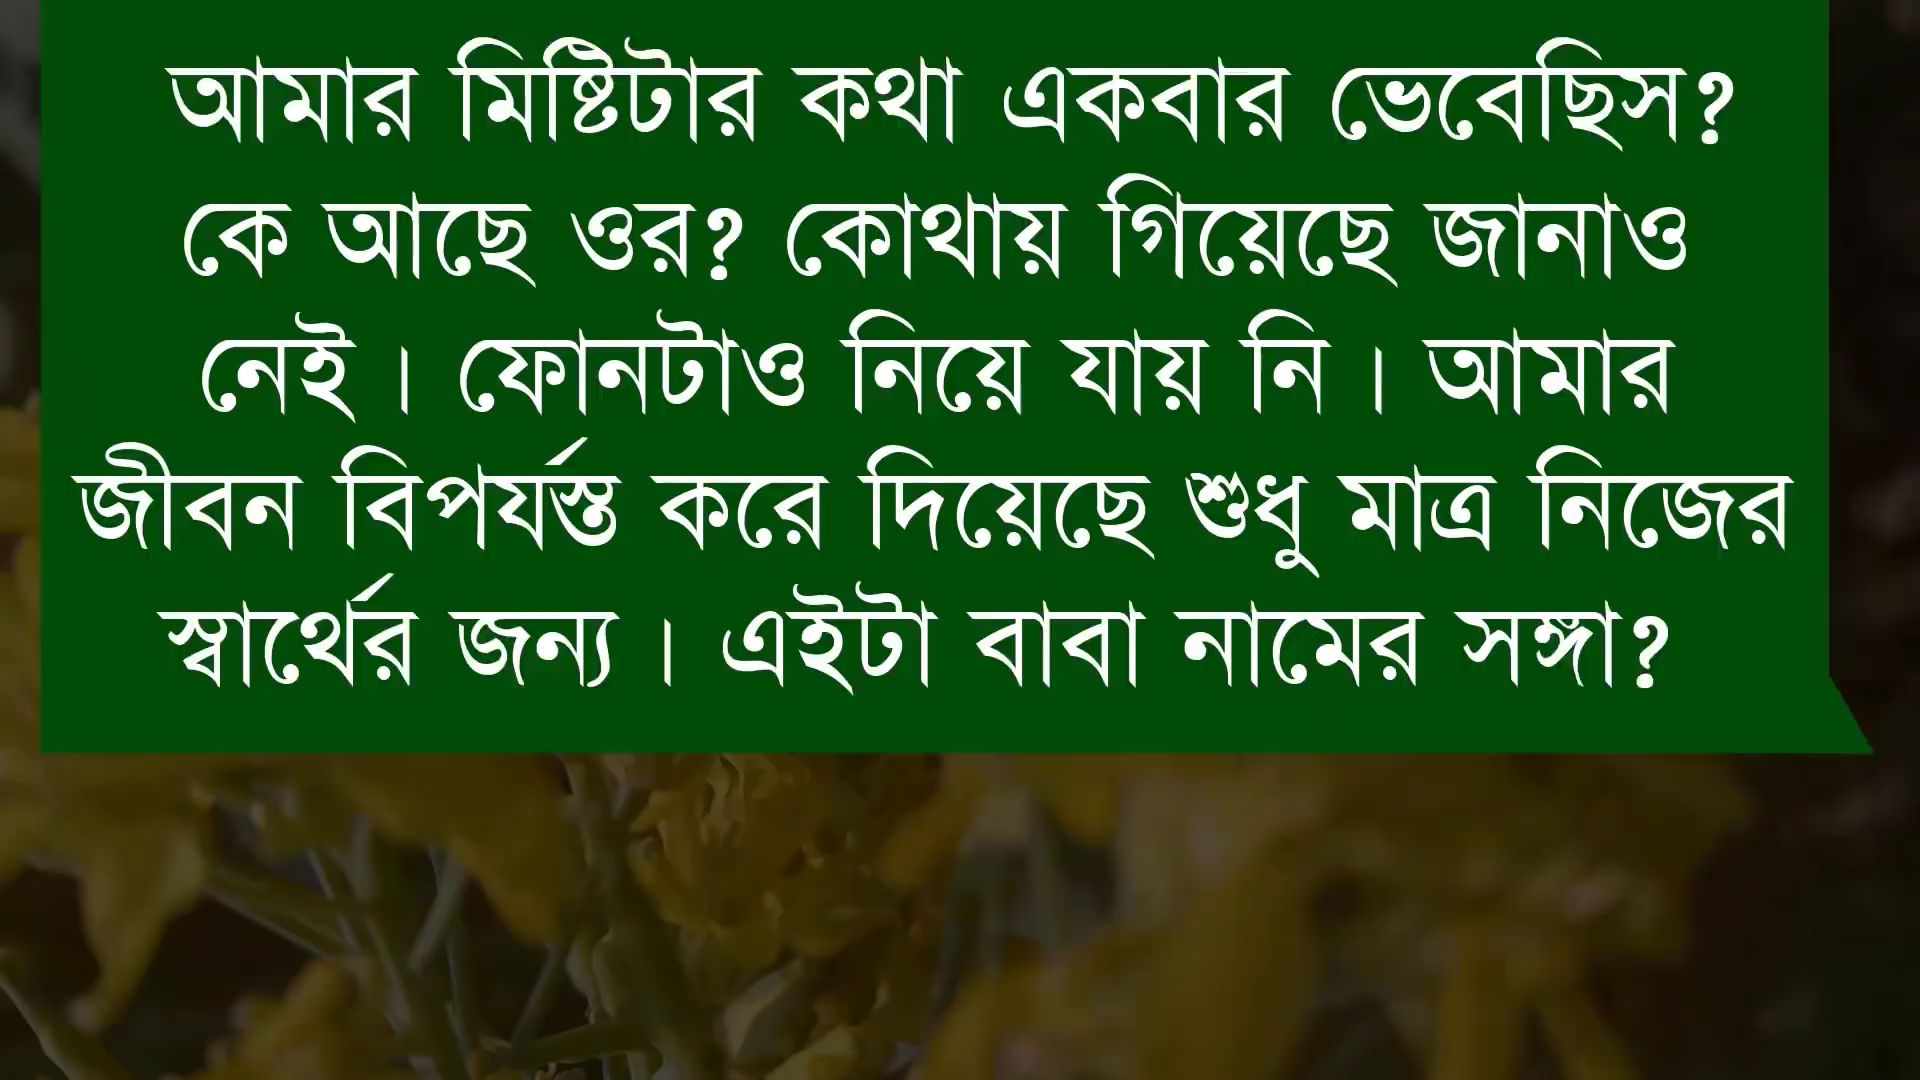 আমার মিষ্টিটার কথা একবার ভেবেছিস?
কে আছে ওর? কোথায় গিয়েছে জানাও
নেই। ফোনটাও নিয়ে যায় নি। আমার
জীবন বিপর্যস্ত করে দিয়েছে শুধু মাত্র নিজের
স্বার্থের জন্য। এইটা বাবা নামের সঙ্গা?